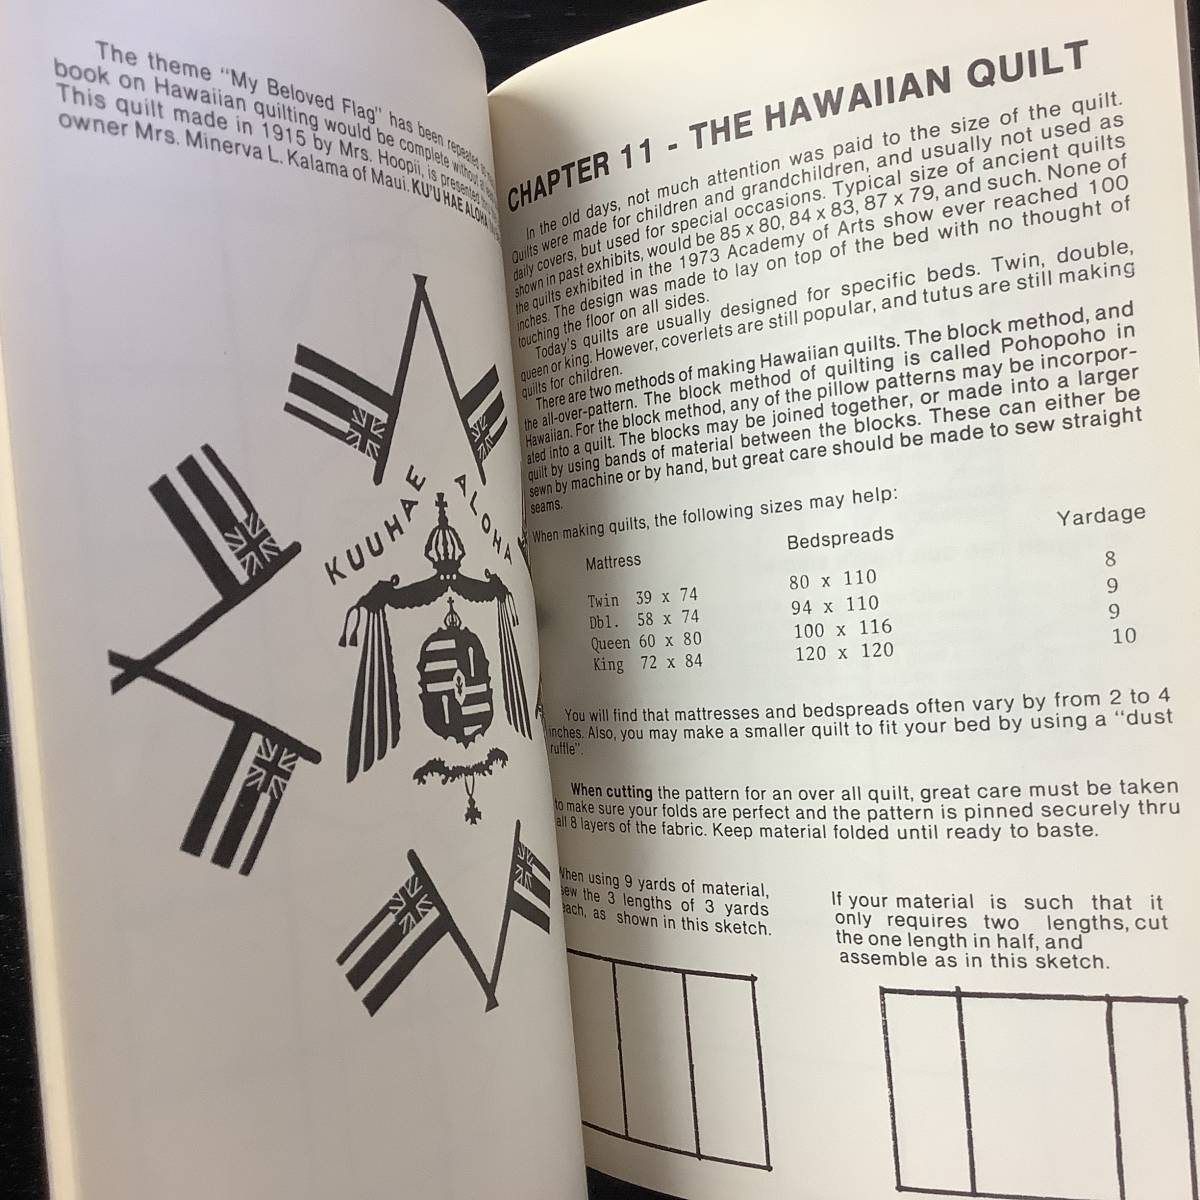 The theme "My Beloved Flag" has been repeated
book on Hawaiian quilting would be complete without
This quilt made in 1915 by Mrs. Hoopii, is presented
owner Mrs. Minerva L. Kalama of Maui. KU'U HAE ALOHA
KUUHAE ALOHA
CHAPTER 11 - THE HAWAIIAN QUILT
In the old days, not much attention was paid to the size of the quilt.
Quilts were made for children and grandchildren, and usually not used as
daily covers, but used for special occasions. Typical size of ancient quilts
shown in past exhibits, would be 85 x 80, 84 x 83, 87 x 79, and such. None of
the quilts exhibited in the 1973 Academy of Arts show ever reached 100
inches. The design was made to lay on top of the bed with no thought of
touching the floor on all sides.
Today's quilts are usually designed for specific beds. Twin, double,
queen or king. However, coverlets are still popular, and tutus are still making
quilts for children.
There are two methods of making Hawaiian quilts. The block method, and
the all-over-pattern. The block method of quilting is called Pohopoho in
Hawaiian. For the block method, any of the pillow patterns may be incorpor-
ated into a quilt. The blocks may be joined together, or made into a larger
quilt by using bands of material between the blocks. These can either be
sewn by machine or by hand, but great care should be made to sew straight
seams.
When making quilts, the following sizes may help:
Mattress Bedspreads Yardage
Twin 39 x 74 80 x 110 8
Dbl. 58 x 74 94 x 110 9
Queen 60 x 80 100 x 116 9
King 72 x 84 120 x 120 10
You will find that mattresses and bedspreads often vary by from 2 to 4
inches. Also, you may make a smaller quilt to fit your bed by using a "dust
ruffle".
When cutting the pattern for an over all quilt, great care must be taken
to make sure your folds are perfect and the pattern is pinned securely thru
all 8 layers of the fabric. Keep material folded until ready to baste.
When using 9 yards of material,
sew the 3 lengths of 3 yards
each, as shown in this sketch.
If your material is such that it
only requires two lengths, cut
the one length in half, and
assemble as in this sketch.